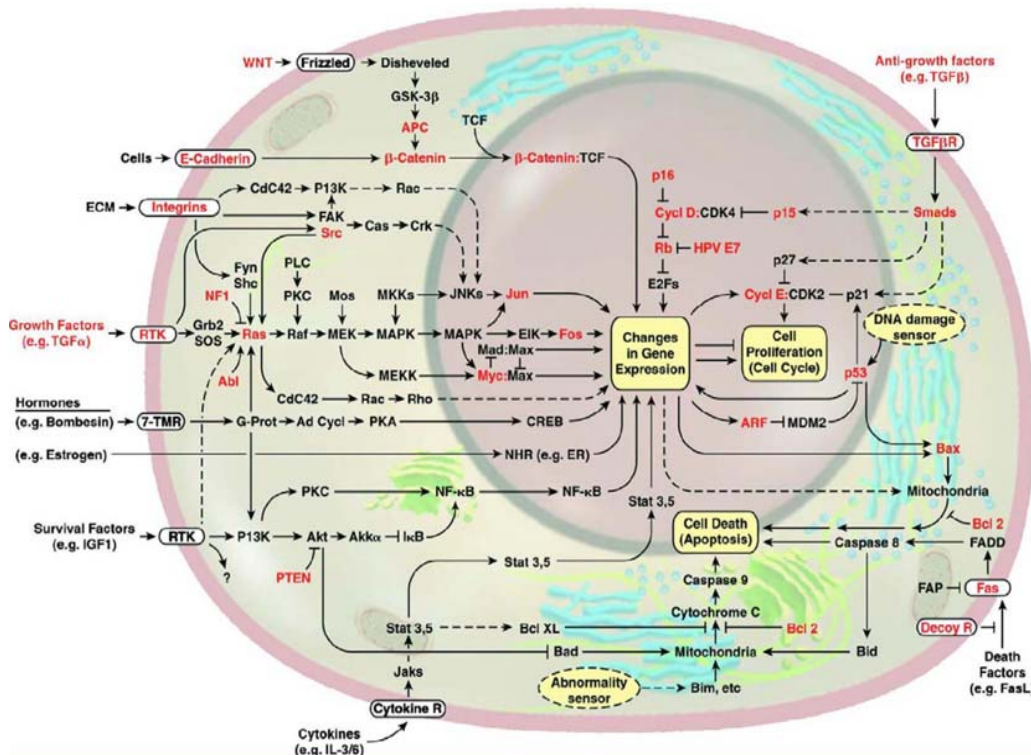 WNT
Frizzled
Disheveled
GSK-3β
APC
TCF
Cells
E-Cadherin
β-Catenin
β-Catenin:TCF
Anti-growth factors
(e.g. TGFβ)
TGFβR
Smads
CdC42
P13K
Rac
ECM
Integrins
FAK
Src
Cas
Crk
p16
Cycl D:CDK4
p15
Rb
HPV E7
E2Fs
p27
Cycl E:CDK2
p21
DNA damage
sensor
Fyn
Shc
PLC
NF1
PKC
Mos
MKKs
JNKs
Jun
Growth Factors
(e.g. TGFα)
RTK
Grb2
SOS
Ras
Raf
MEK
MAPK
MAPK
ElK
Fos
Abl
MEKK
Mad:Max
Myc:Max
Changes
in Gene
Expression
Cell
Proliferation
(Cell Cycle)
p53
CdC42
Rac
Rho
Hormones
(e.g. Bombesin)
7-TMR
G-Prot
Ad Cycl
PKA
CREB
ARF
MDM2
(e.g. Estrogen)
NHR (e.g. ER)
Bax
PKC
NF-κB
NF-κB
Stat 3,5
Mitochondria
Survival Factors
(e.g. IGF1)
RTK
P13K
Akt
Akkα
IκB
PTEN
?
Cell Death
(Apoptosis)
Bcl 2
Caspase 8
FADD
Stat 3,5
Caspase 9
FAP
Fas
Cytochrome C
Stat 3,5
Bcl XL
Bcl 2
Decoy R
Jaks
Bad
Mitochondria
Bid
Death
Factors
(e.g. FasL
Abnormality
sensor
Bim, etc
Cytokine R
Cytokines
(e.g. IL-3/6)